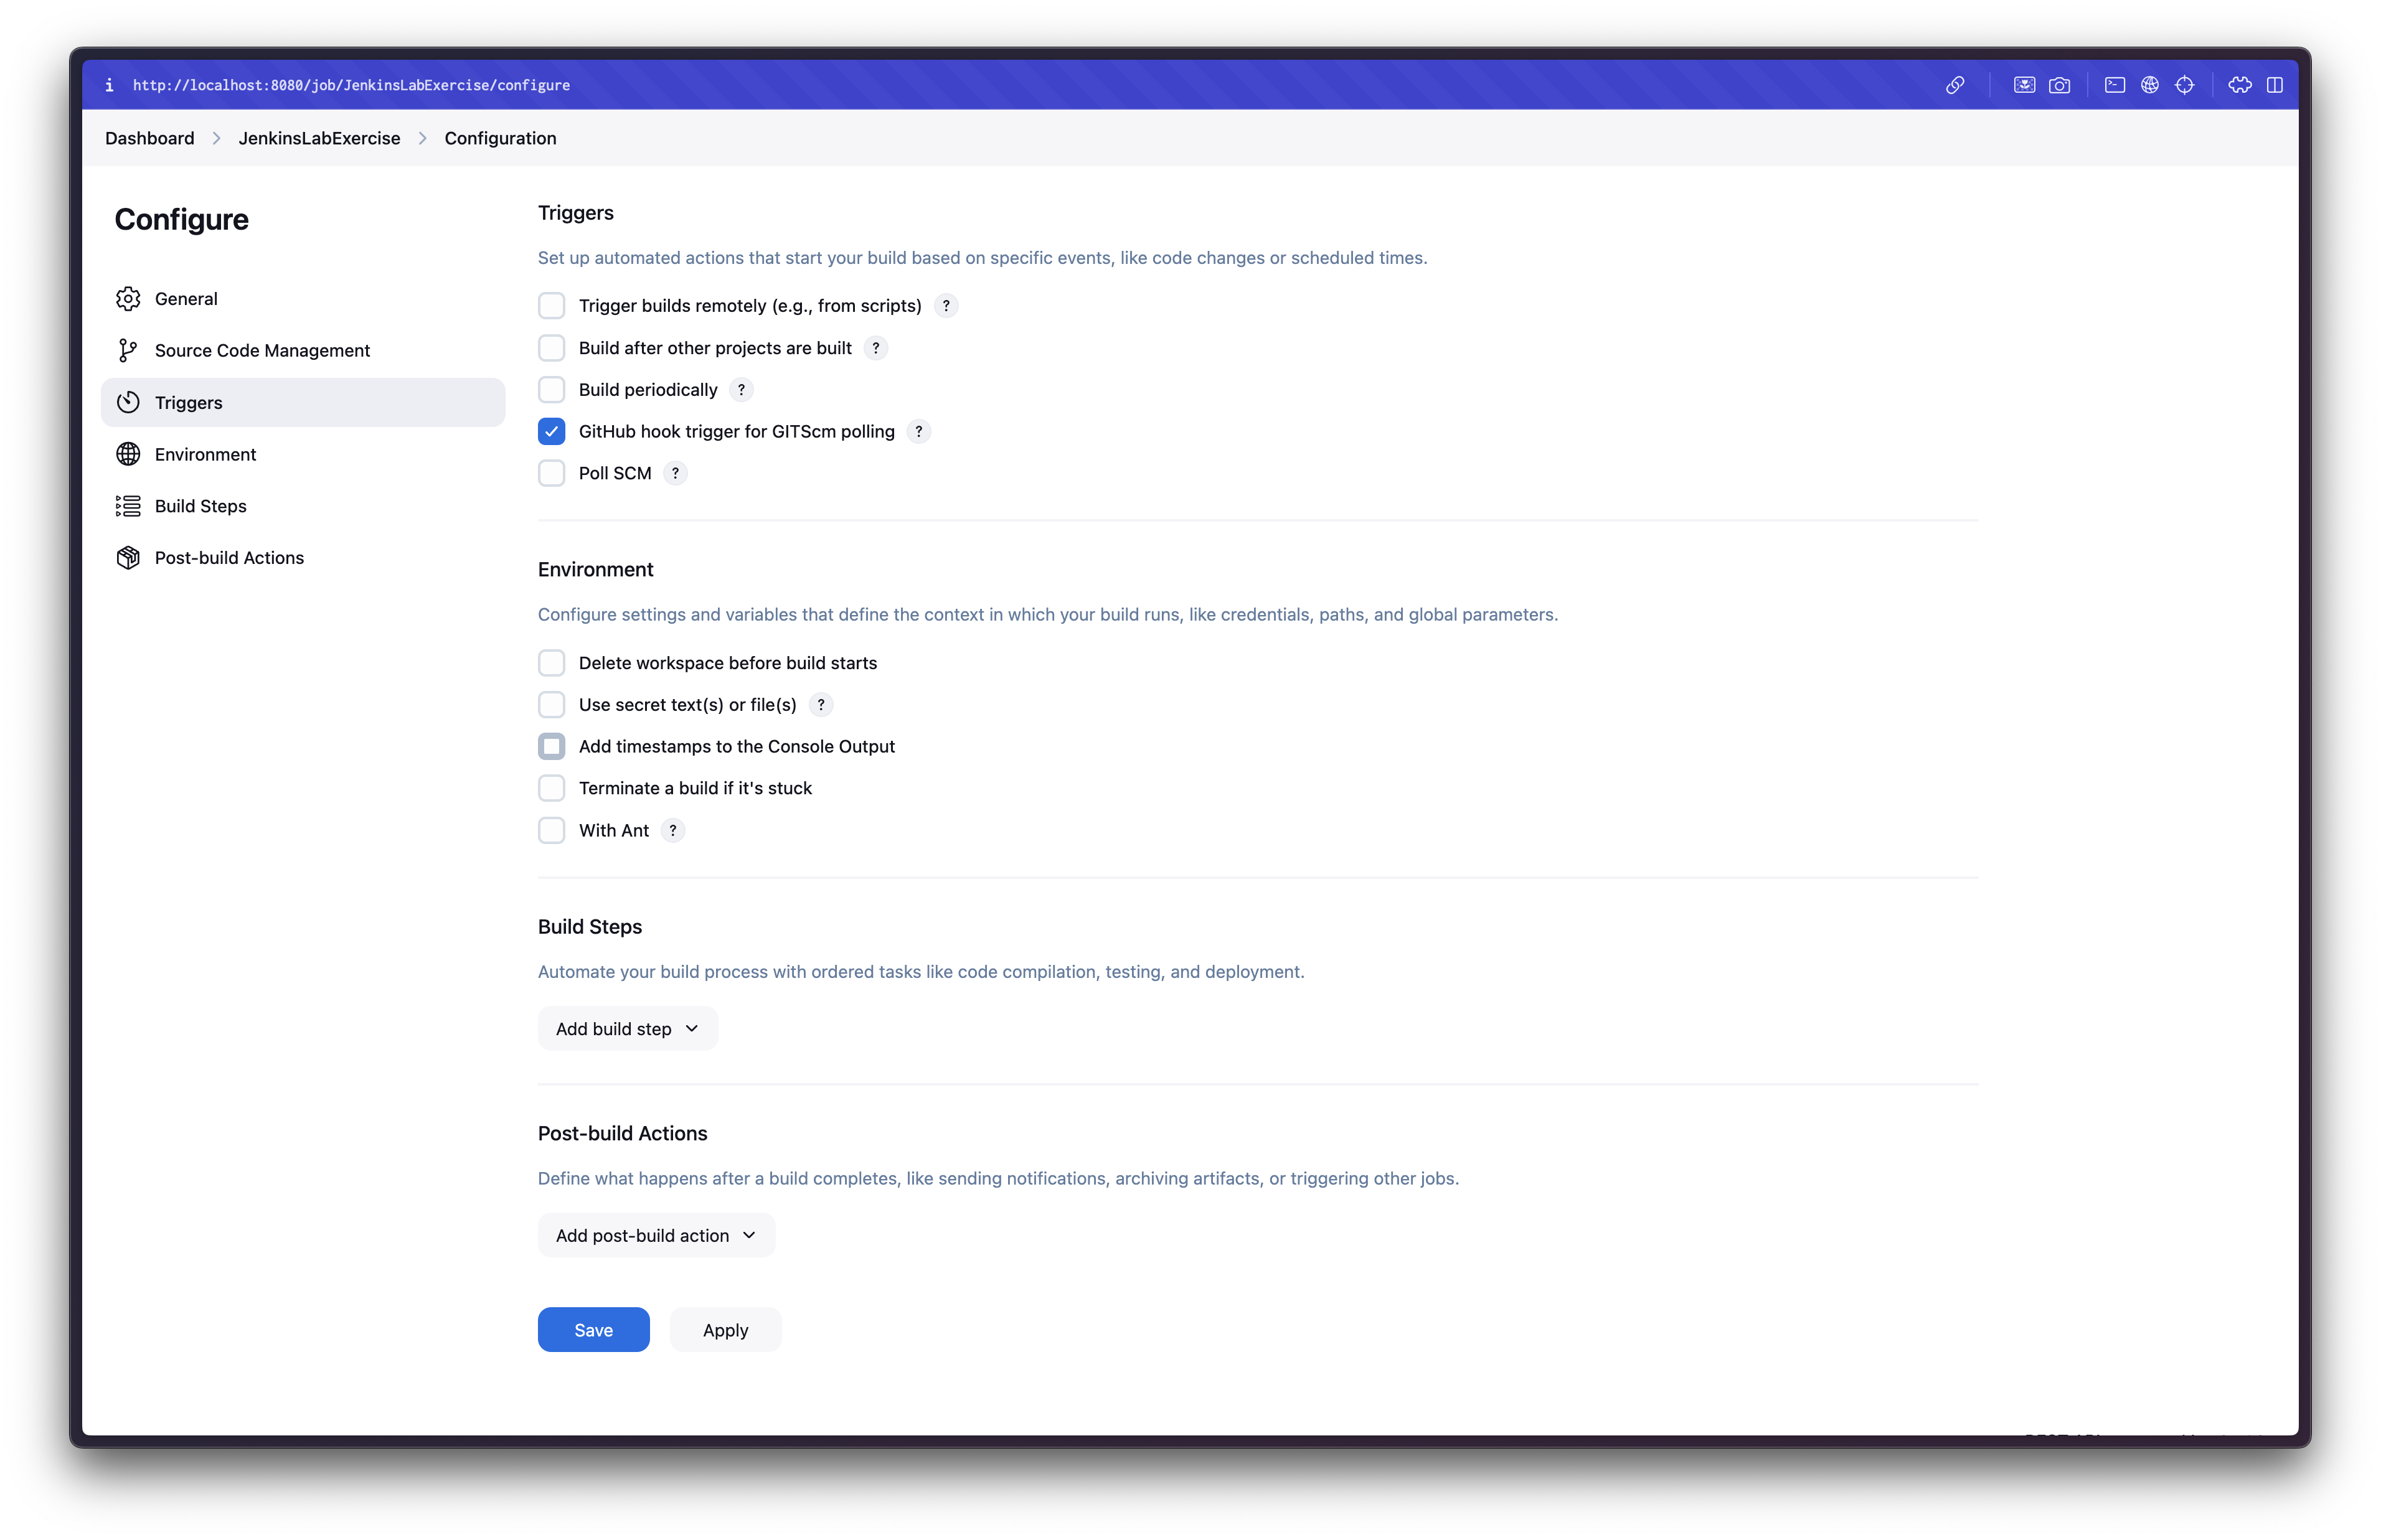 http://localhost:8080/job/JenkinsLabExercise/configure
Dashboard > JenkinsLabExercise > Configuration
Configure
General
Source Code Management
Triggers
Environment
Build Steps
Post-build Actions
Triggers
Set up automated actions that start your build based on specific events, like code changes or scheduled times.
Trigger builds remotely (e.g., from scripts) ?
Build after other projects are built ?
Build periodically ?
GitHub hook trigger for GITScm polling ?
Poll SCM ?
Environment
Configure settings and variables that define the context in which your build runs, like credentials, paths, and global parameters.
Delete workspace before build starts
Use secret text(s) or file(s) ?
Add timestamps to the Console Output
Terminate a build if it's stuck
With Ant ?
Build Steps
Automate your build process with ordered tasks like code compilation, testing, and deployment.
Add build step
Post-build Actions
Define what happens after a build completes, like sending notifications, archiving artifacts, or triggering other jobs.
Add post-build action
Save Apply